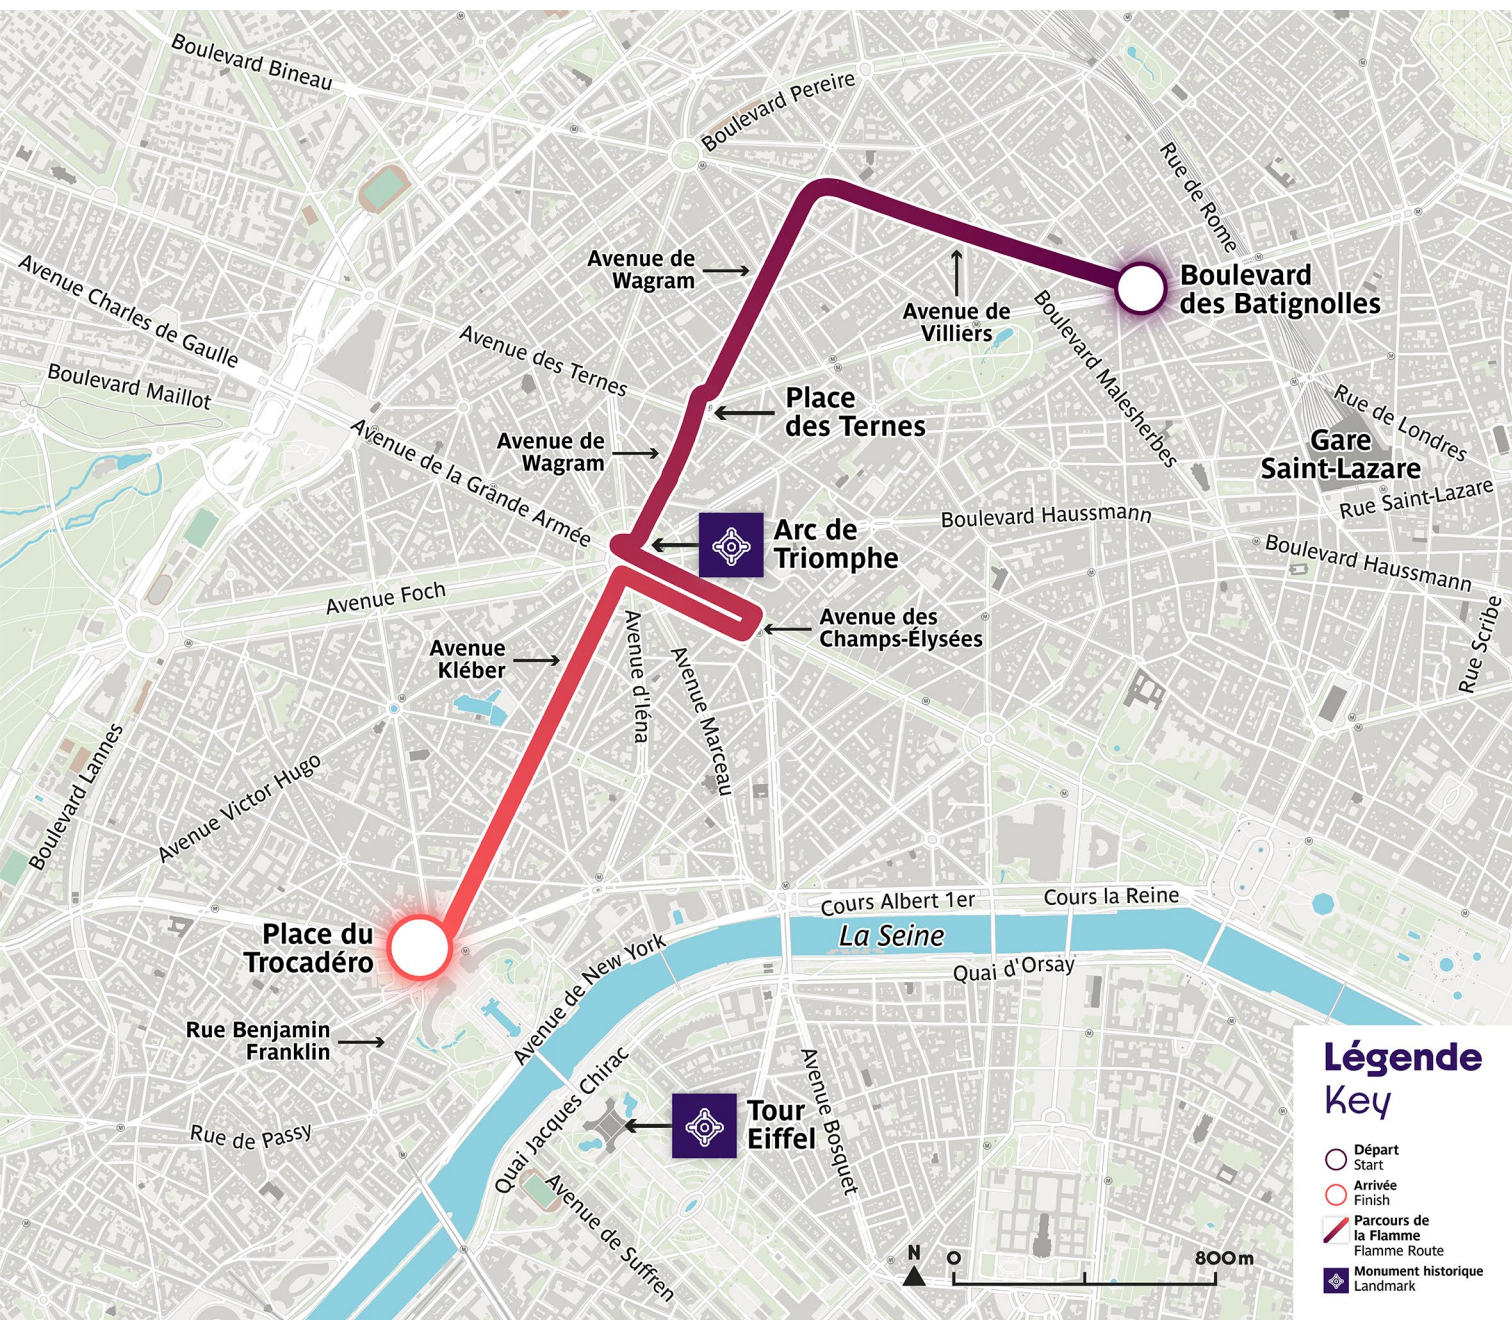 Boulevard Bineau
Boulevard Pereire
Rue de Rome
Avenue de
Wagram
Avenue de
Villiers
Boulevard
des Batignolles
Avenue Charles de Gaulle
Boulevard Maillot
Avenue des Ternes
Boulevard Malesherbes
Place
des Ternes
Rue de Londres
Gare
Saint-Lazare
Rue Saint-Lazare
Avenue de
Wagram
Avenue de la Grande Armée
Arc de
Triomphe
Boulevard Haussmann
Boulevard Haussmann
Avenue Foch
Avenue des
Champs-Élysées
Rue Scribe
Avenue
Kléber
Avenue d'Iéna
Avenue Marceau
Boulevard Lannes
Avenue Victor Hugo
Cours Albert 1er
Cours la Reine
La Seine
Quai d'Orsay
Place du
Trocadéro
Avenue de New York
Rue Benjamin
Franklin
Quai Jacques Chirac
Avenue Bosquet
Tour
Eiffel
Rue de Passy
Avenue de Suffren
N
0
800m
Légende
Key
Départ
Start
Arrivée
Finish
Parcours de
la Flamme
Flamme Route
Monument historique
Landmark